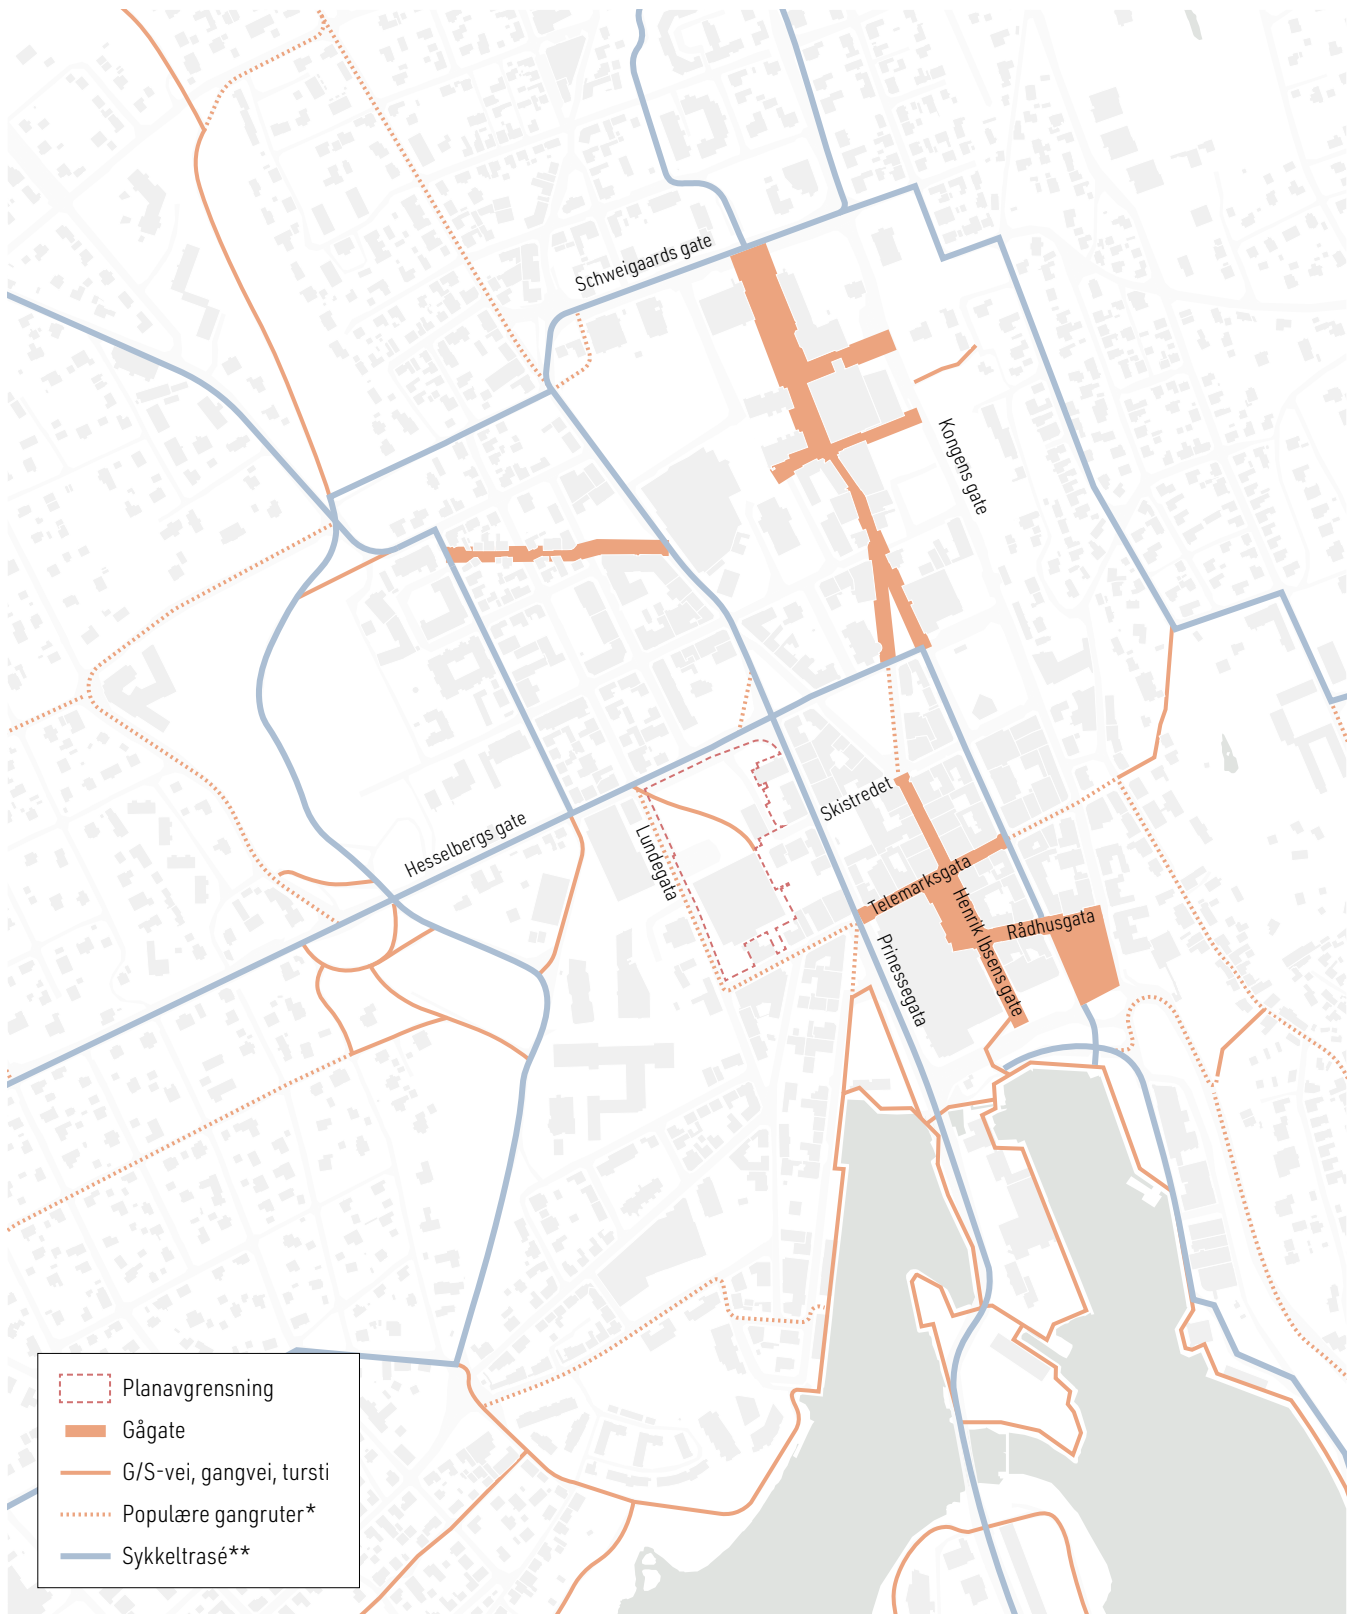 Schweigaards gate
Kongens gate
Skistredet
Hesselbergs gate
Lundegata
Telemarksgata
Henrik Ibsens gate
Rådhusgata
Prinessegata
Planavgrensning
Gågate
G/S-vei, gangvei, tursti
Populære gangruter*
Sykkeltrasé**